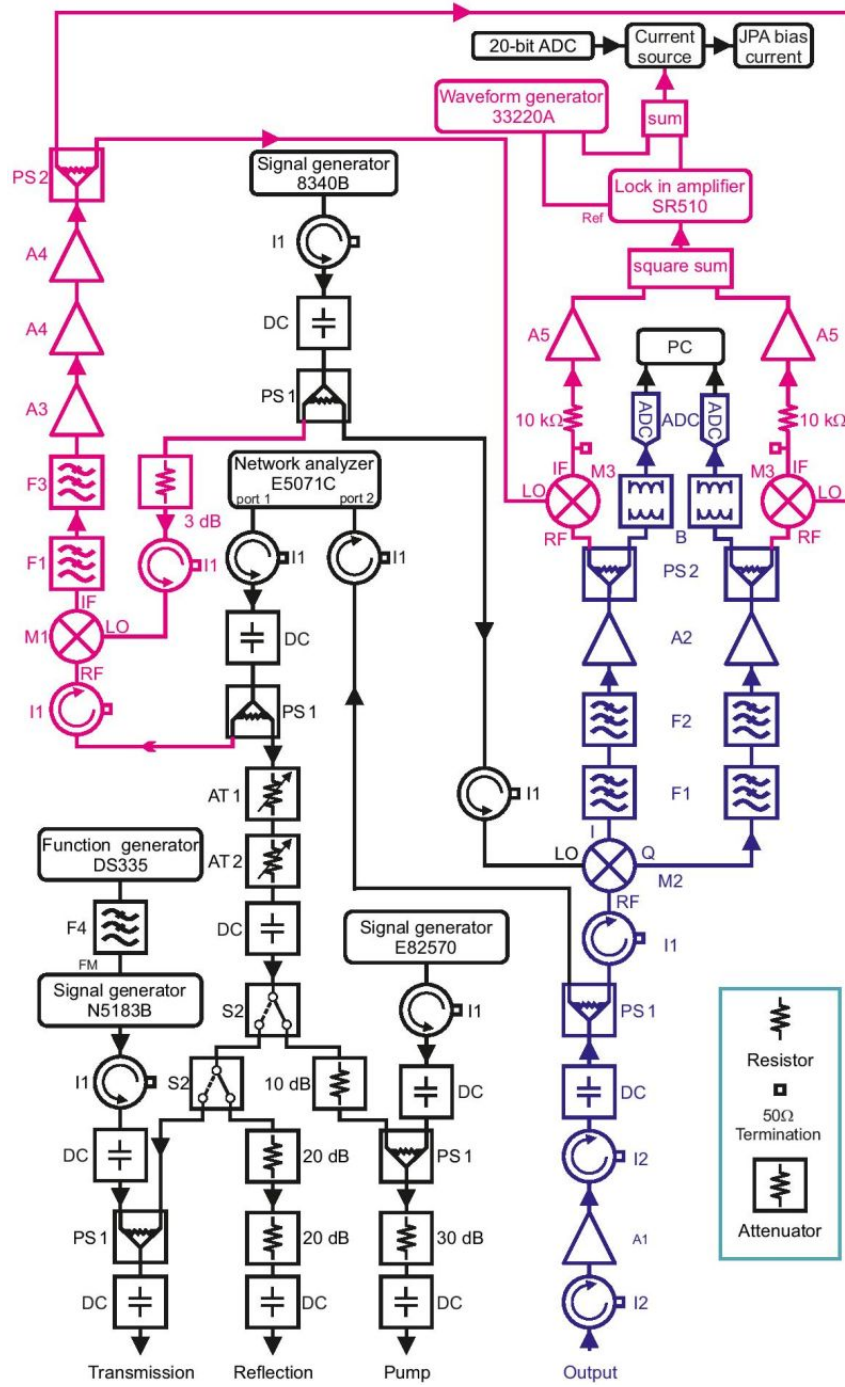 20-bit ADC
Current
source
JPA bias
current
Waveform generator
33220A
sum
Signal generator
8340B
PS 2
Lock in amplifier
SR510
Ref
I1
A4
square sum
DC
A5
PC
A5
A4
PS 1
ADC
ADC
ADC
10 kΩ
10 kΩ
A3
Network analyzer
E5071C
port 1
port 2
IF
M3
M3
IF
LO
LO
F3
3 dB
RF
B
RF
I1
I1
I1
PS 2
F1
IF
LO
M1
RF
DC
A2
I1
PS 1
F2
AT 1
I1
F1
Function generator
DS335
AT 2
I
LO
Q
M2
RF
F4
DC
Signal generator
E82570
I1
FM
Signal generator
N5183B
S2
I1
PS 1
Resistor
I1
S2
10 dB
DC
DC
50Ω
Termination
DC
20 dB
PS 1
I2
Attenuator
PS 1
20 dB
30 dB
A1
DC
DC
DC
I2
Transmission
Reflection
Pump
Output